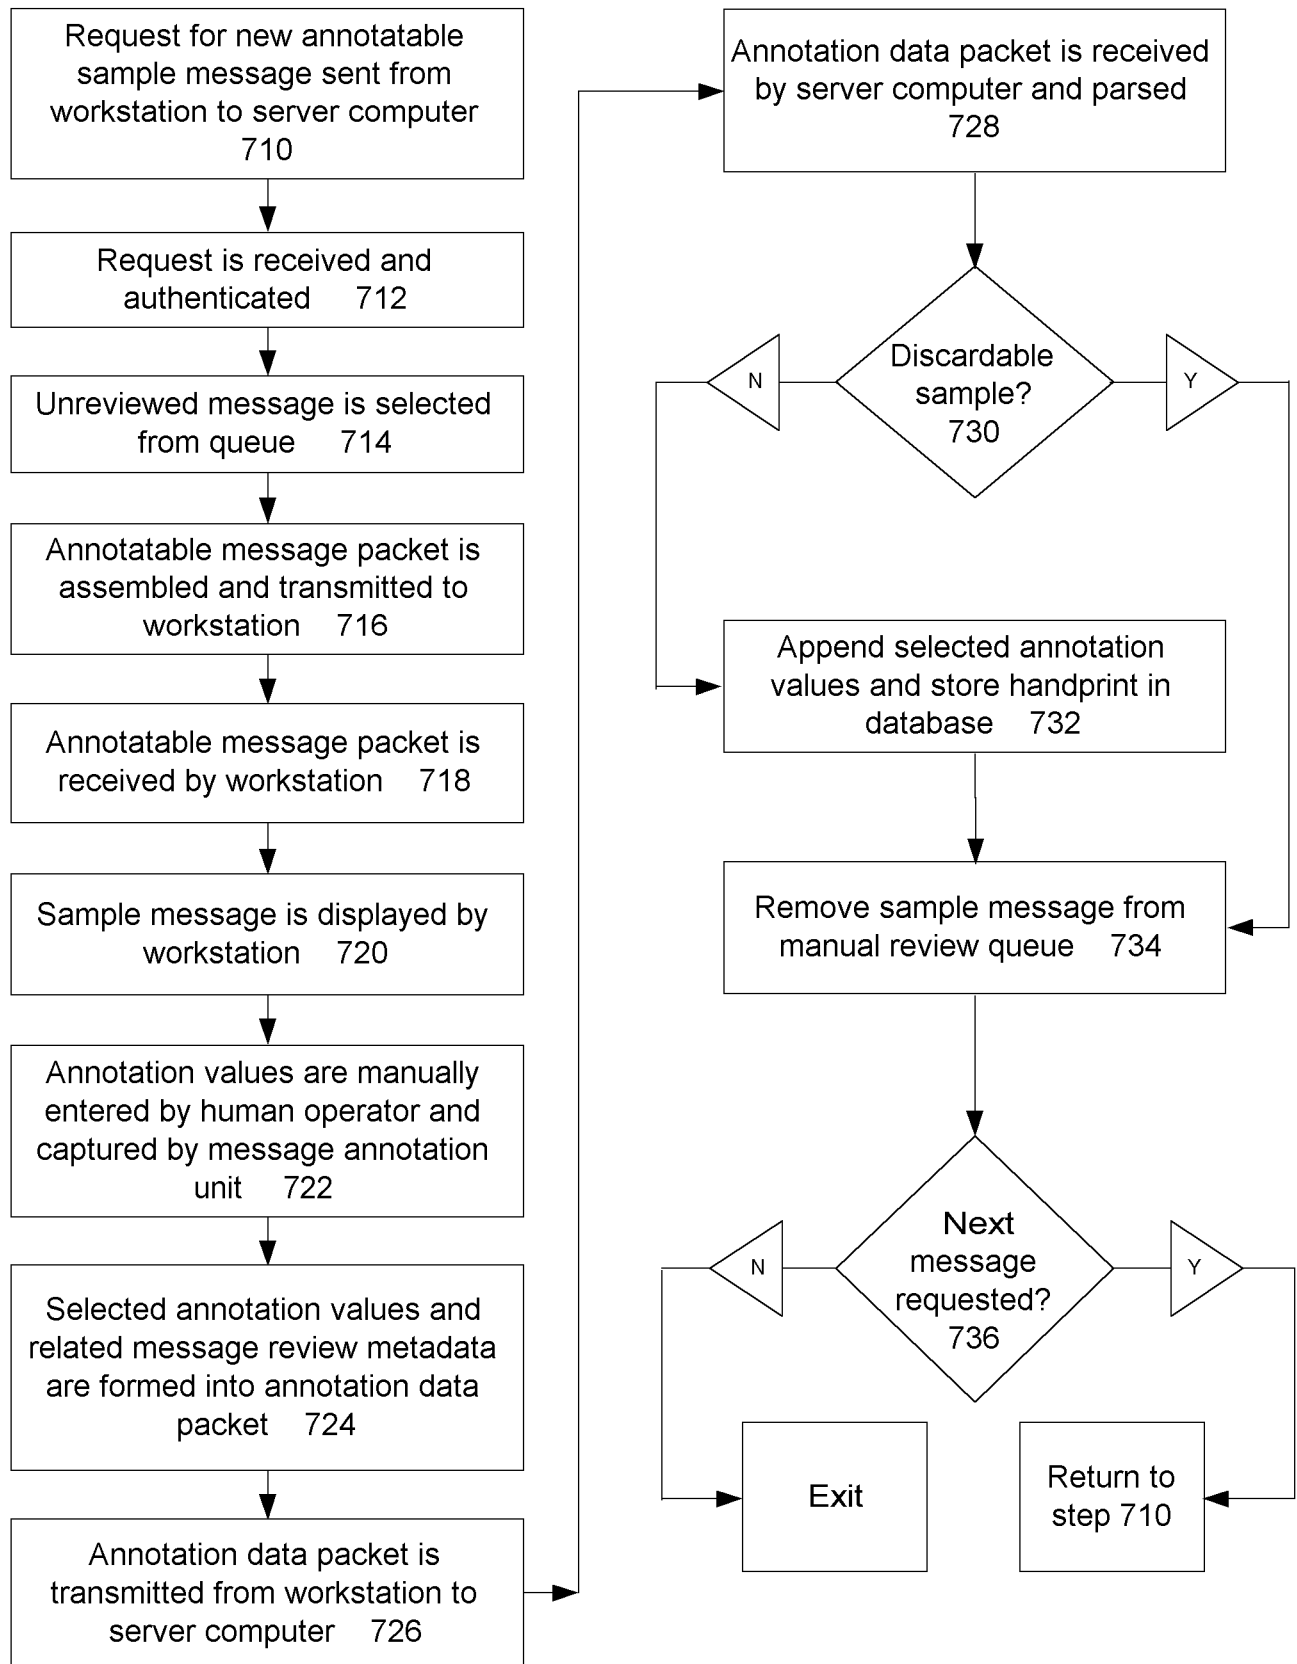 Request for new annotatable
sample message sent from
workstation to server computer
710
Request is received and
authenticated 712
Unreviewed message is selected
from queue 714
Annotatable message packet is
assembled and transmitted to
workstation 716
Annotatable message packet is
received by workstation 718
Sample message is displayed by
workstation 720
Annotation values are manually
entered by human operator and
captured by message annotation
unit 722
Selected annotation values and
related message review metadata
are formed into annotation data
packet 724
Annotation data packet is
transmitted from workstation to
server computer 726
Annotation data packet is received
by server computer and parsed
728
Discardable
sample?
730
N
Y
Append selected annotation
values and store handprint in
database 732
Remove sample message from
manual review queue 734
Next
message
requested?
736
N
Y
Exit
Return to
step 710